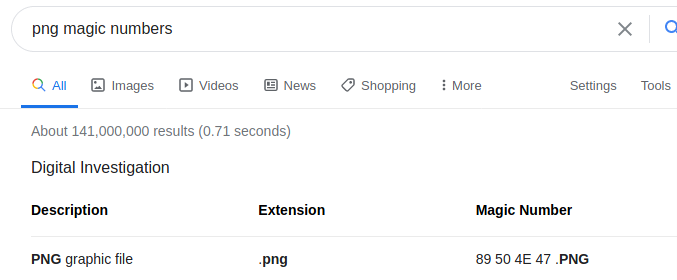 png magic numbers
All Images Videos News Shopping More Settings Tools
About 141,000,000 results (0.71 seconds)
Digital Investigation
Description Extension Magic Number
PNG graphic file .png 89 50 4E 47 .PNG